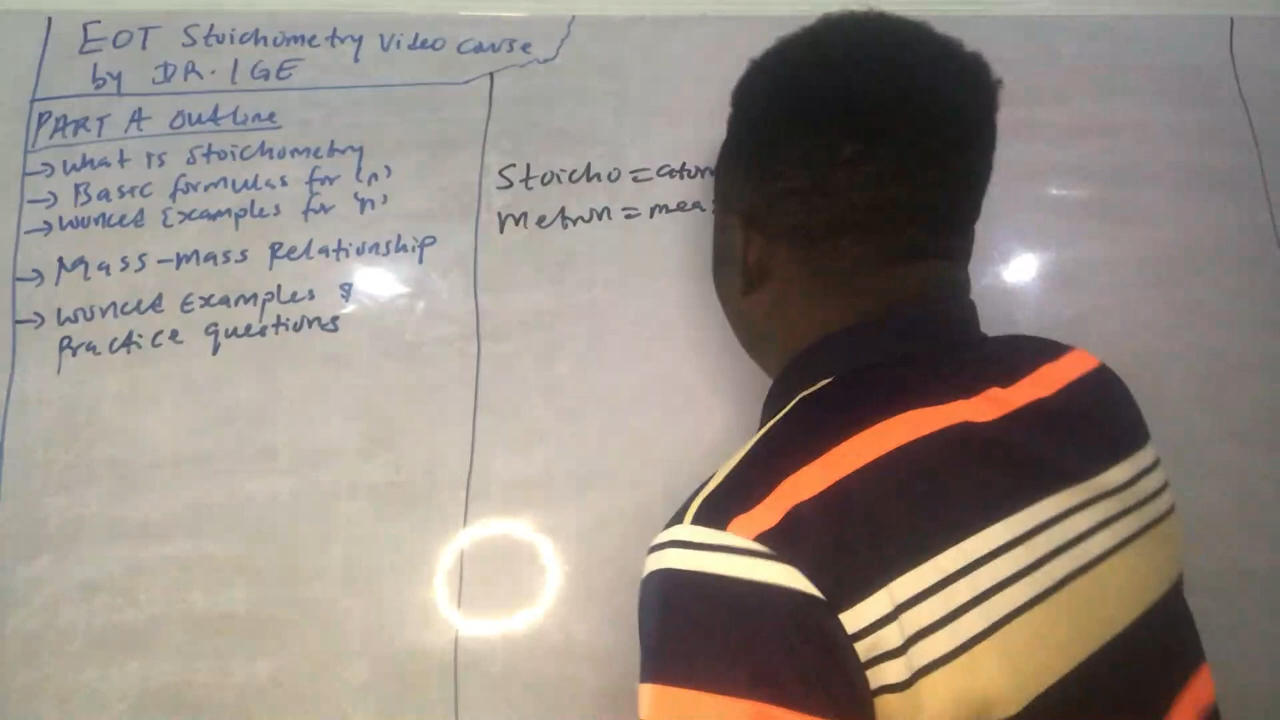 EOT Stoichometry Video Course
by DR. IGE
PART A Outline
→ What is Stoichometry
→ Basic formulas for 'n'
→ Worked Examples for 'n'
→ Mass-mass Relationship
→ Worked Examples &
Practice questions
Stoicho = atom
Metron = meas